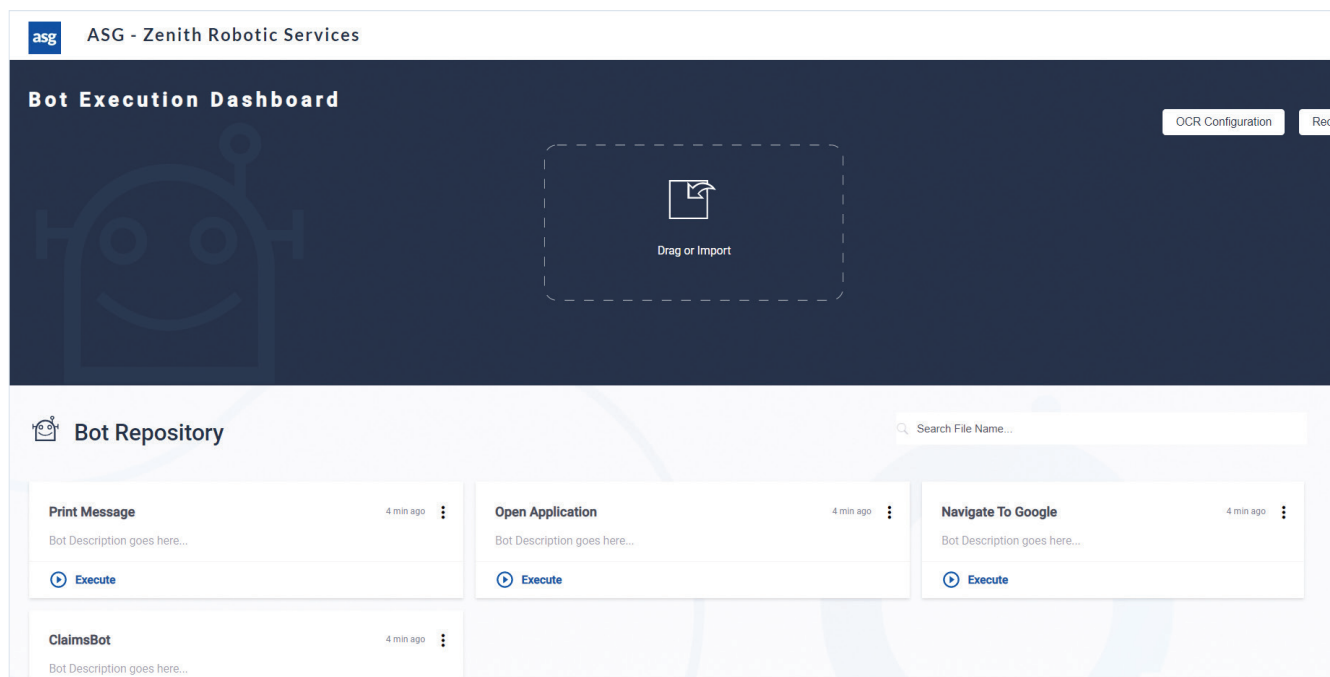 asg ASG - Zenith Robotic Services
Bot Execution Dashboard
OCR Configuration
Drag or Import
Bot Repository
Search File Name...
Print Message 4 min ago
Bot Description goes here...
Execute
Open Application 4 min ago
Bot Description goes here...
Execute
Navigate To Google 4 min ago
Bot Description goes here...
Execute
ClaimsBot 4 min ago
Bot Description goes here...